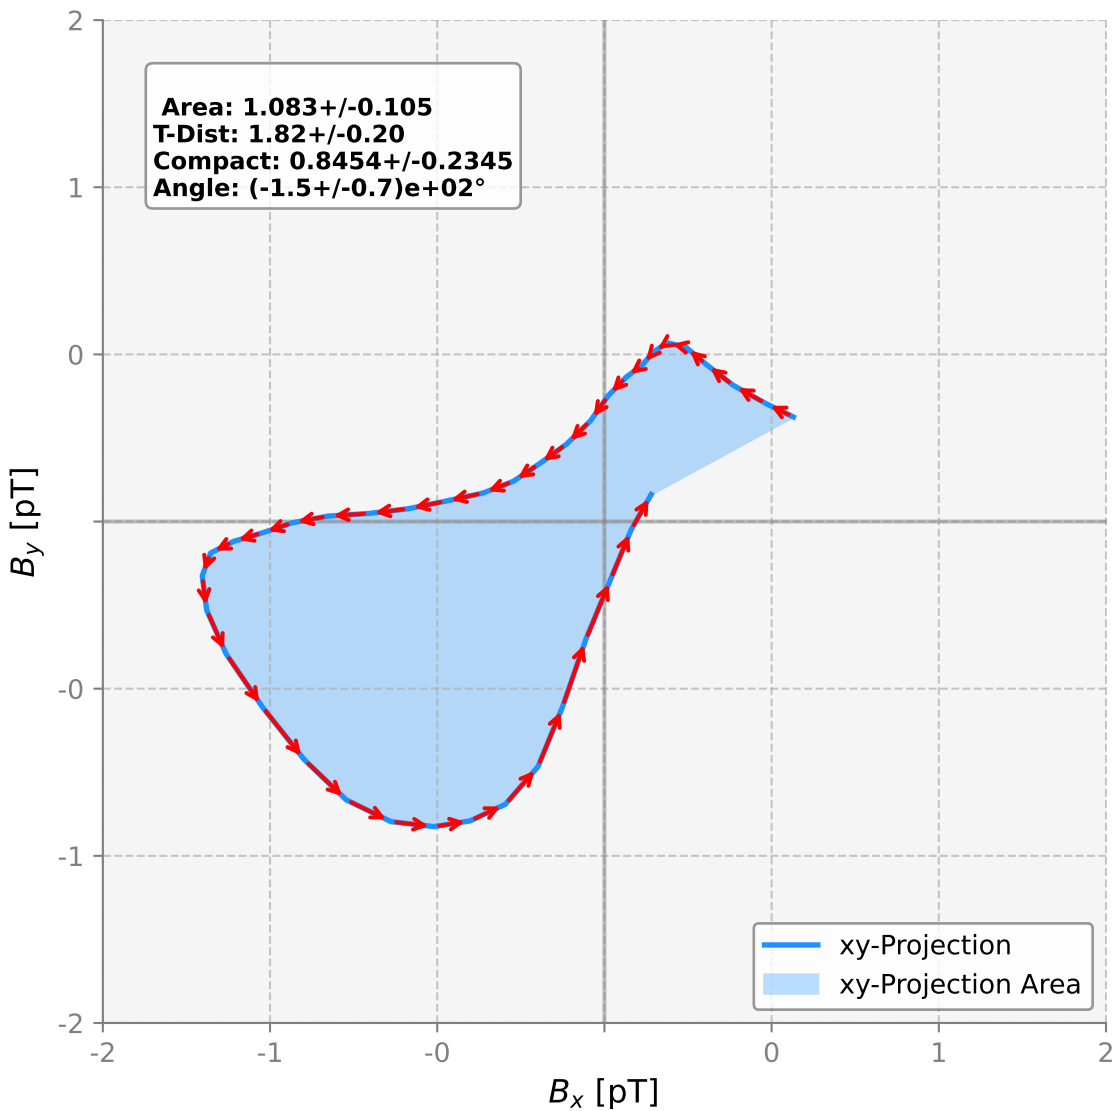 2
Area: 1.083+/-0.105
T-Dist: 1.82+/-0.20
Compact: 0.8454+/-0.2345
Angle: (-1.5+/-0.7)e+02°
1
0
B_y [pT]
-0
-1
xy-Projection
xy-Projection Area
-2
-2 -1 -0 0 1 2
B_x [pT]